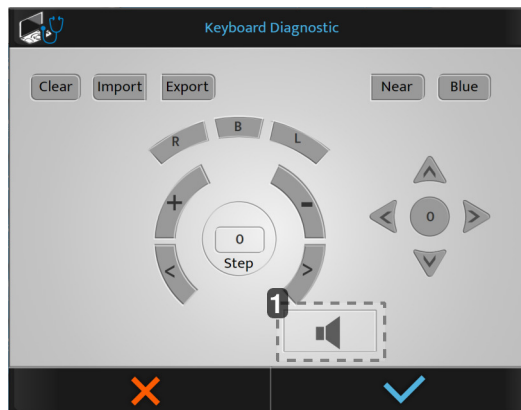 Keyboard Diagnostic
Clear Import Export Near Blue
R B L
+ -
0
0
Step
< >
1